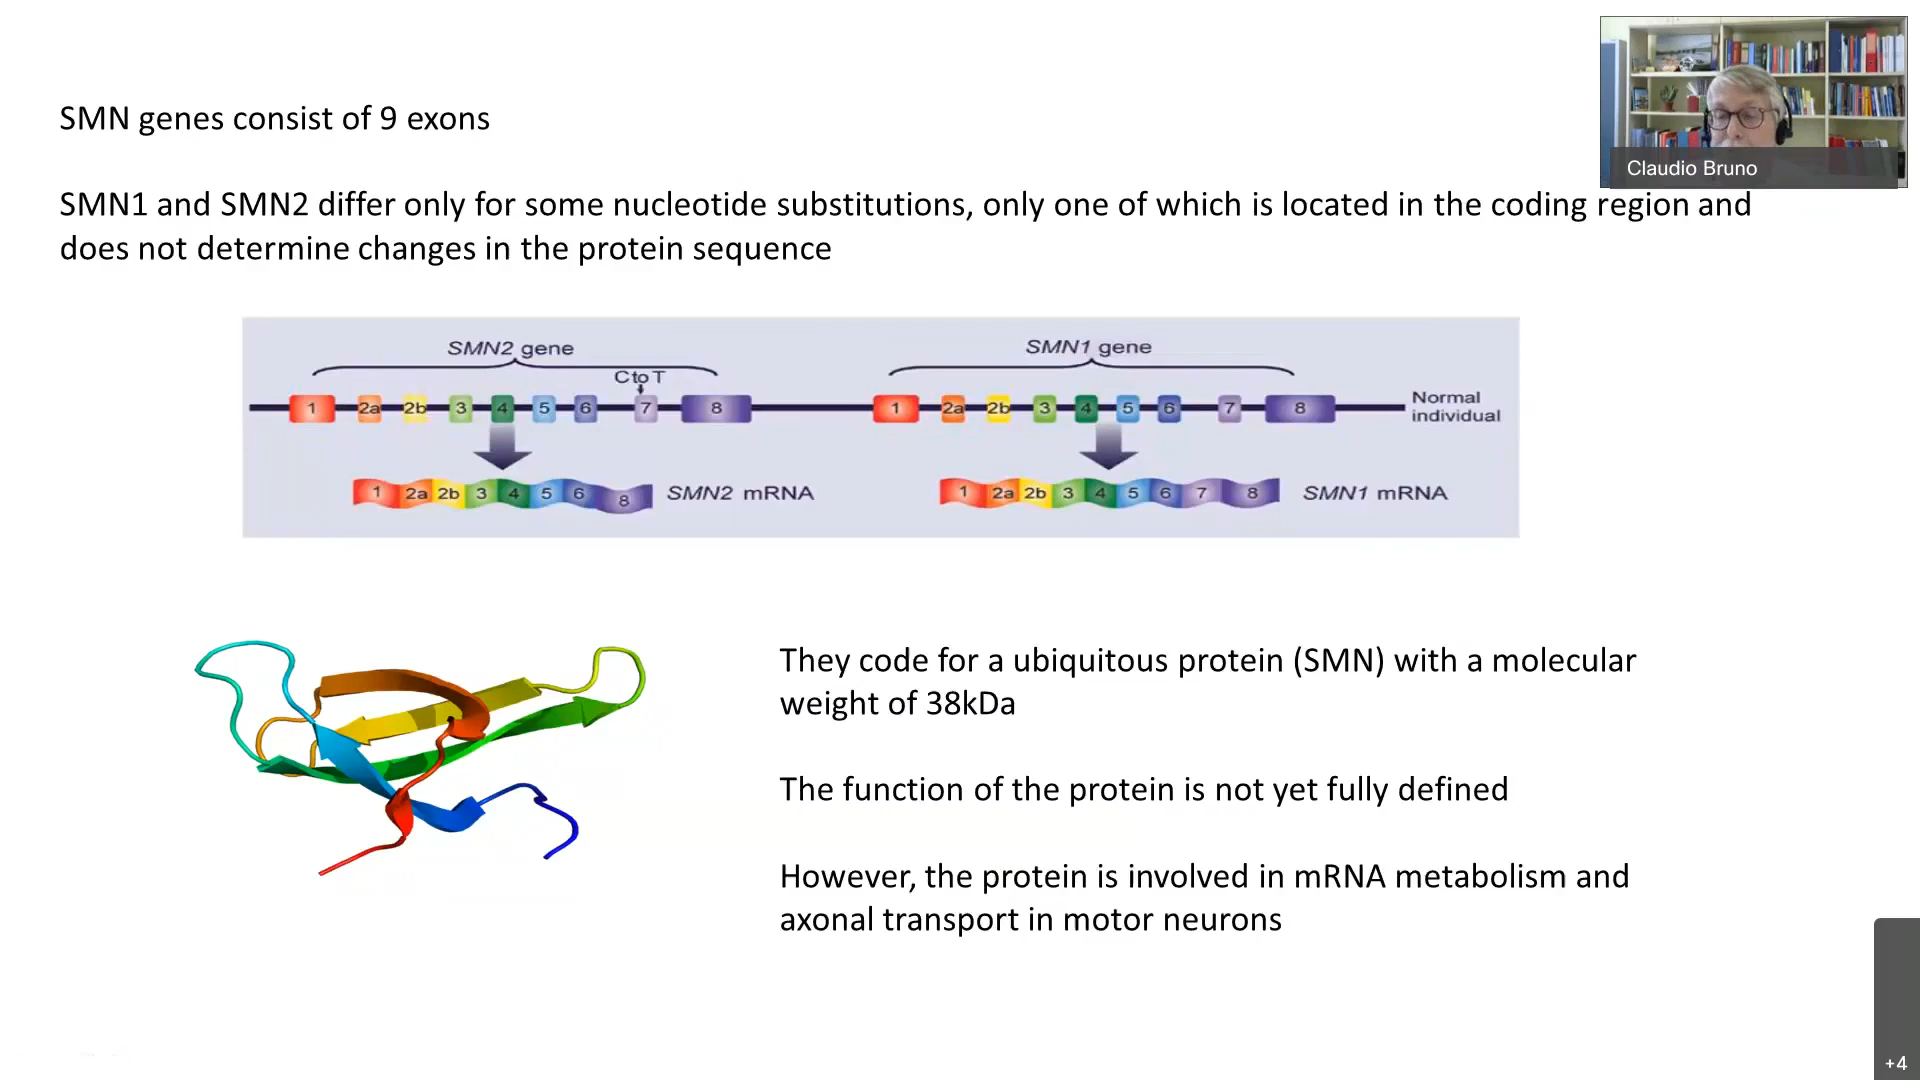 Claudio Bruno
SMN genes consist of 9 exons
SMN1 and SMN2 differ only for some nucleotide substitutions, only one of which is located in the coding region and
does not determine changes in the protein sequence
SMN2 gene
SMN1 gene
C to T
1 2a 2b 3 4 5 6 7 8
1 2a 2b 3 4 5 6 7 8
Normal
individual
1 2a 2b 3 4 5 6 8
SMN2 mRNA
1 2a 2b 3 4 5 6 7 8
SMN1 mRNA
They code for a ubiquitous protein (SMN) with a molecular
weight of 38kDa
The function of the protein is not yet fully defined
However, the protein is involved in mRNA metabolism and
axonal transport in motor neurons
+4